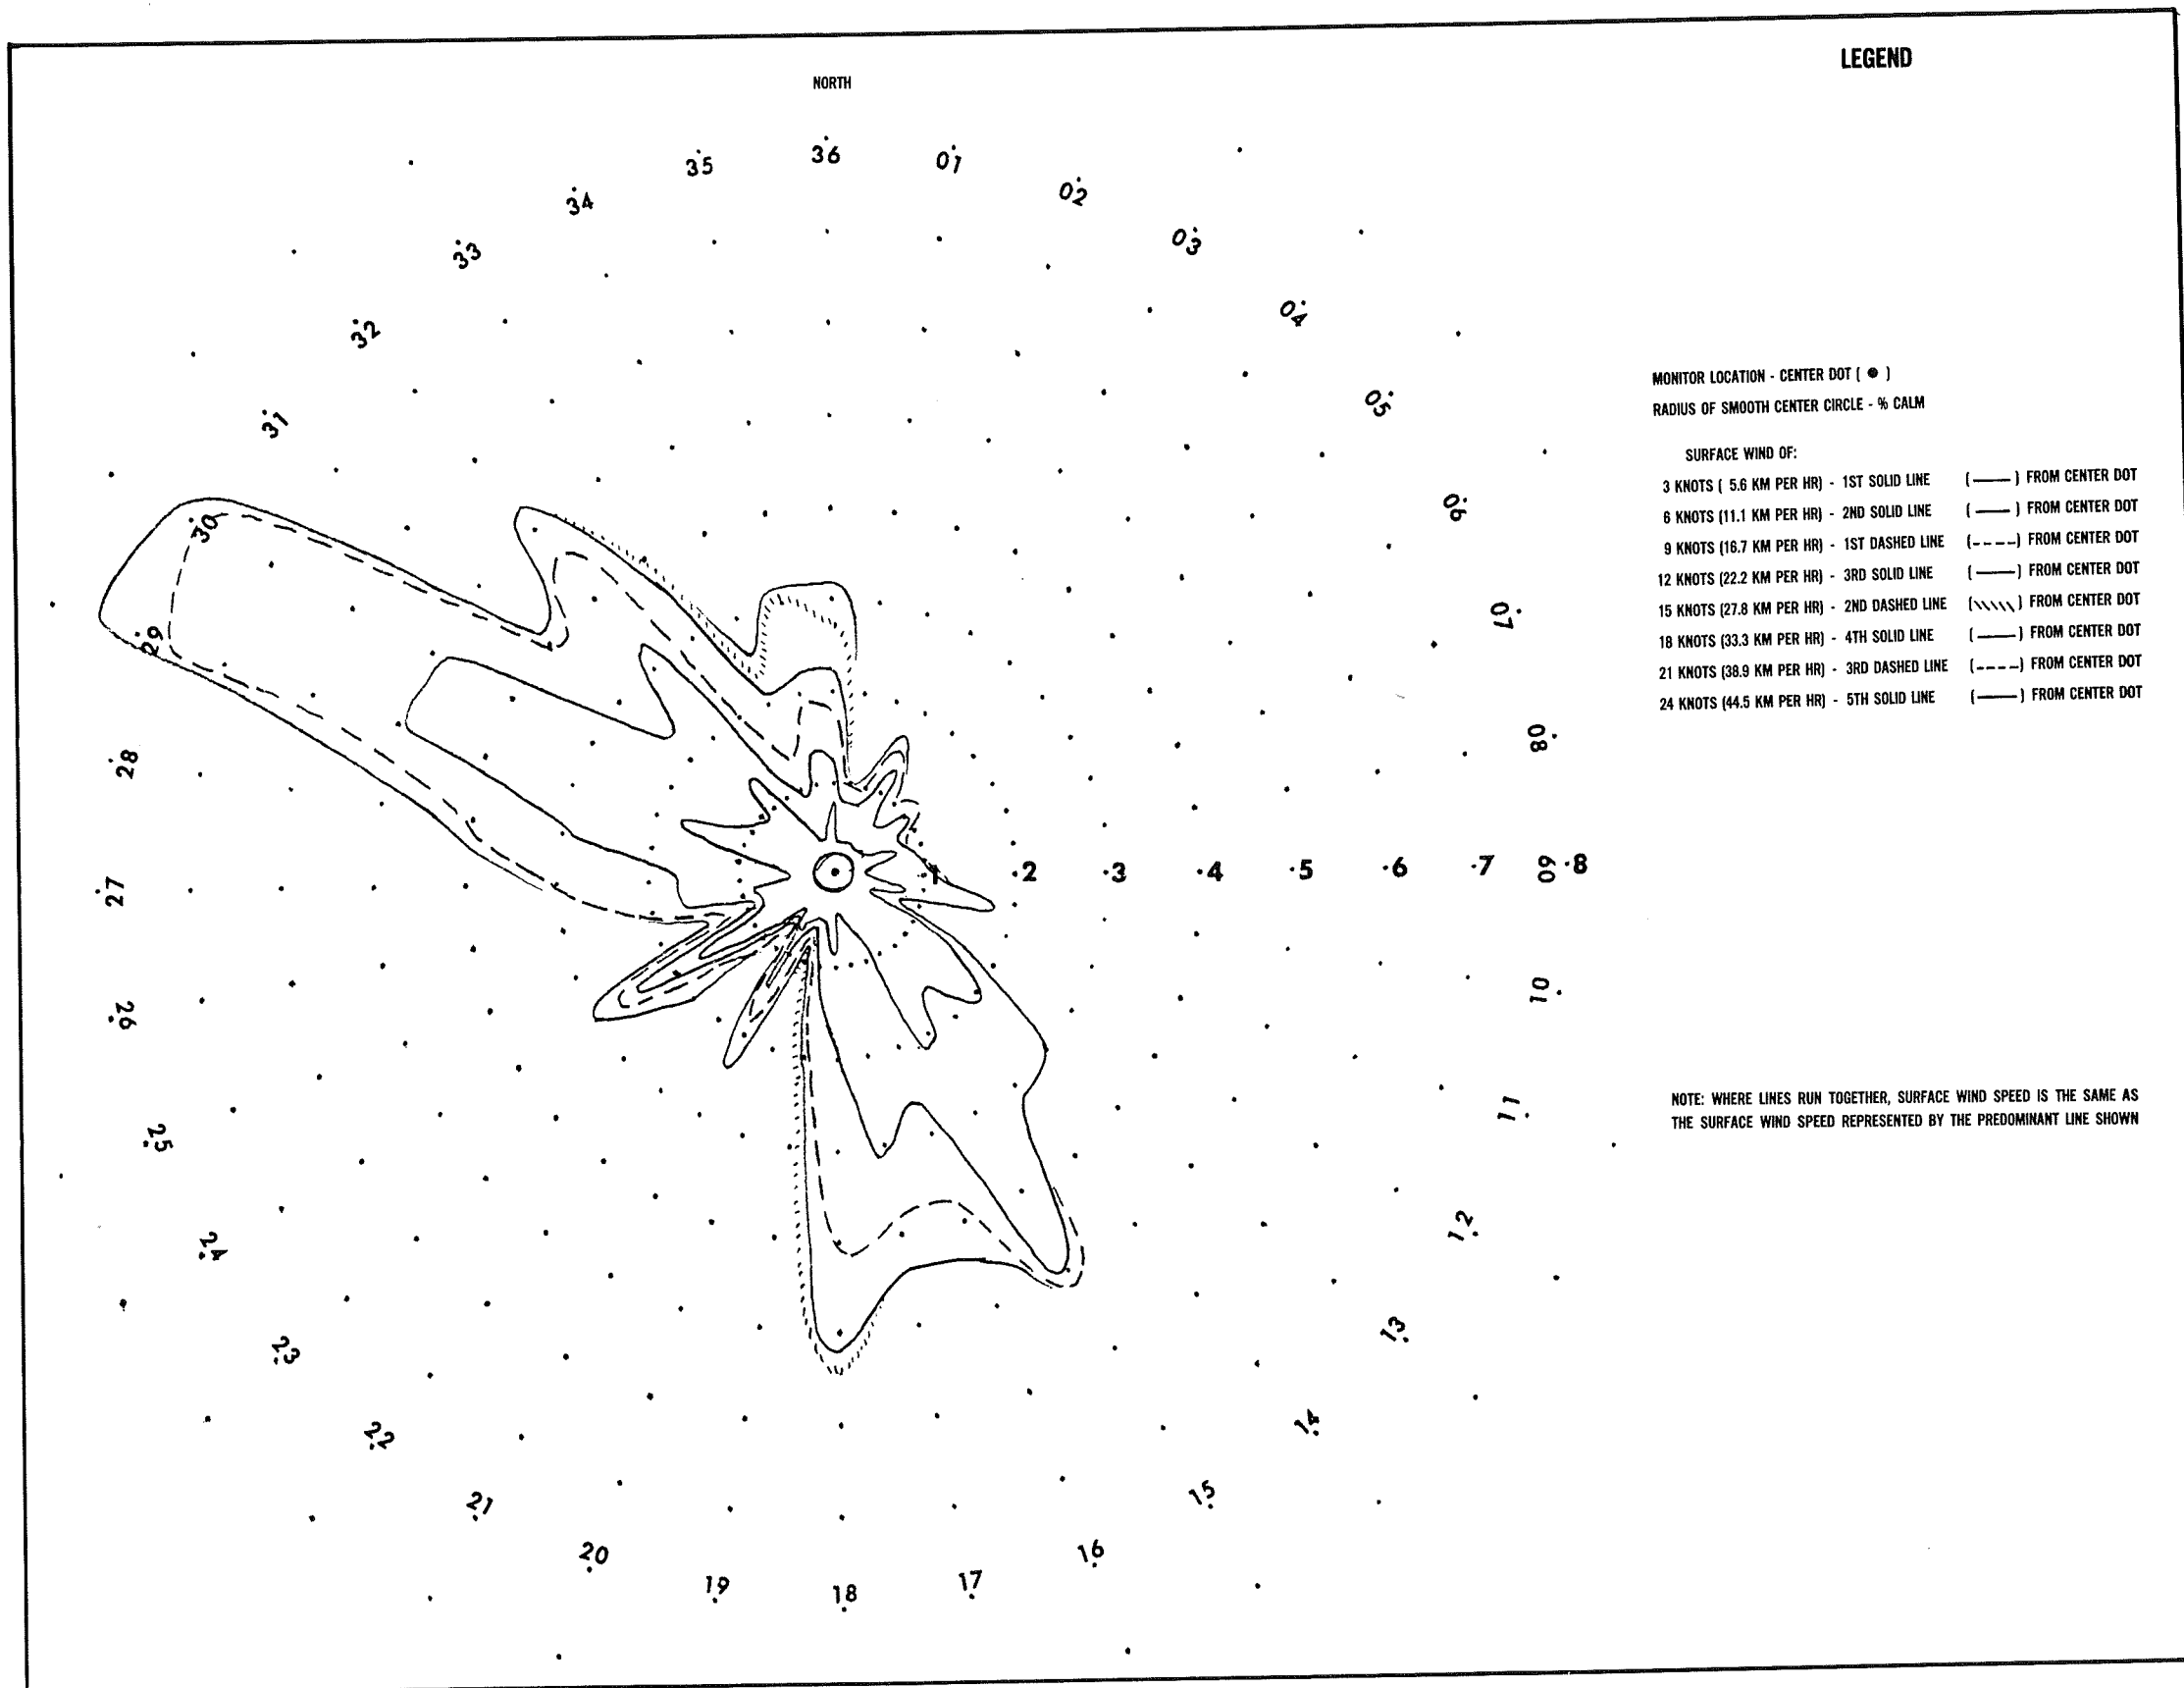 LEGEND
NORTH
36
01
02
03
04
05
06
07
08
09
10
11
12
13
14
15
16
17
18
19
20
21
22
23
24
25
26
27
28
29
30
31
32
33
34
35
.1 .2 .3 .4 .5 .6 .7 .8
MONITOR LOCATION - CENTER DOT ( ● )
RADIUS OF SMOOTH CENTER CIRCLE - % CALM
SURFACE WIND OF:
3 KNOTS ( 5.6 KM PER HR) - 1ST SOLID LINE (——) FROM CENTER DOT
6 KNOTS (11.1 KM PER HR) - 2ND SOLID LINE (——) FROM CENTER DOT
9 KNOTS (16.7 KM PER HR) - 1ST DASHED LINE (----) FROM CENTER DOT
12 KNOTS (22.2 KM PER HR) - 3RD SOLID LINE (——) FROM CENTER DOT
15 KNOTS (27.8 KM PER HR) - 2ND DASHED LINE (\\\\\) FROM CENTER DOT
18 KNOTS (33.3 KM PER HR) - 4TH SOLID LINE (——) FROM CENTER DOT
21 KNOTS (38.9 KM PER HR) - 3RD DASHED LINE (----) FROM CENTER DOT
24 KNOTS (44.5 KM PER HR) - 5TH SOLID LINE (——) FROM CENTER DOT
NOTE: WHERE LINES RUN TOGETHER, SURFACE WIND SPEED IS THE SAME AS
THE SURFACE WIND SPEED REPRESENTED BY THE PREDOMINANT LINE SHOWN